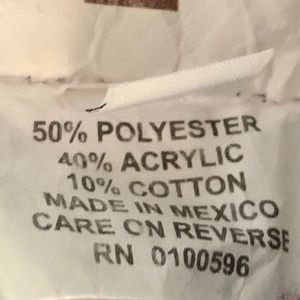 50% POLYESTER
40% ACRYLIC
10% COTTON
MADE IN MEXICO
CARE ON REVERSE
RN 0100596